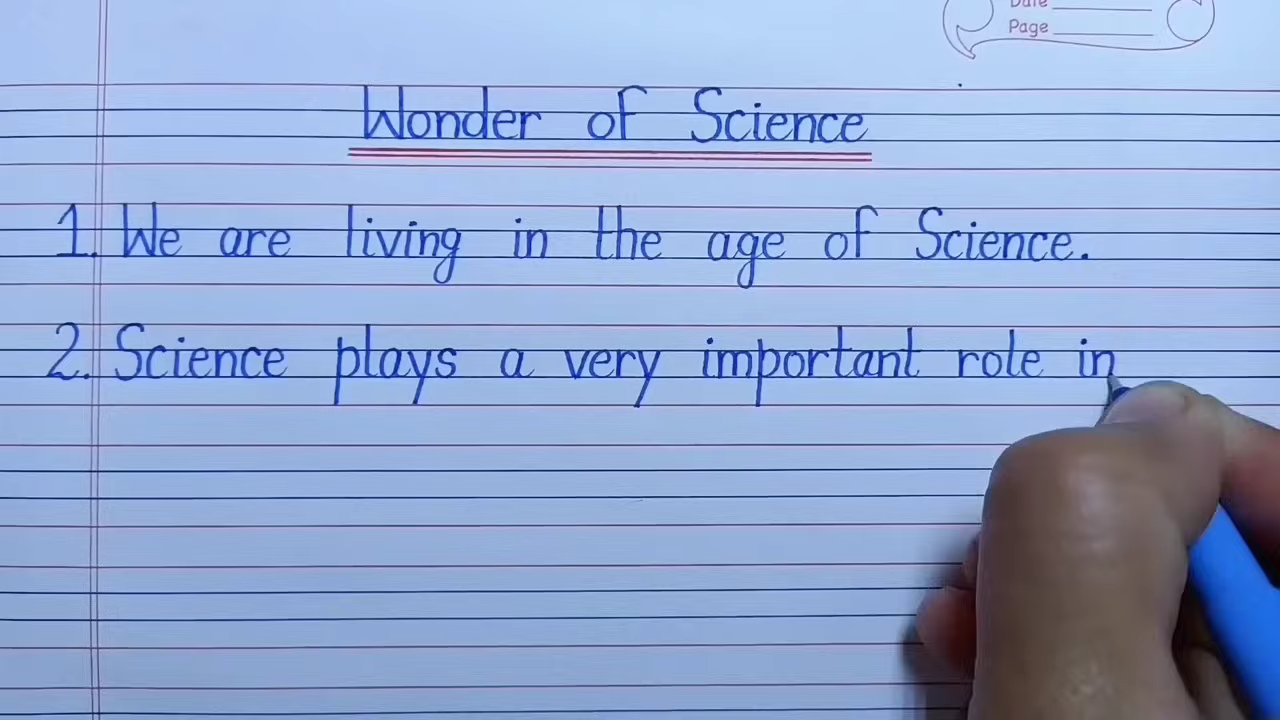 Date
Page
Wonder of Science
1. We are living in the age of Science.
2. Science plays a very important role in